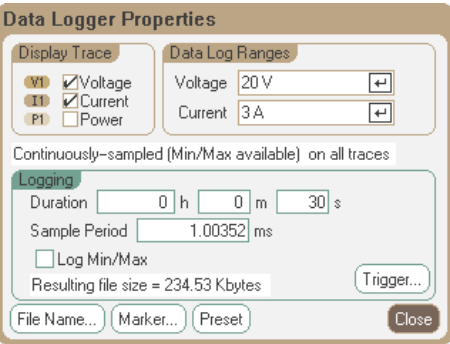 Data Logger Properties
Display Trace
V1 Voltage
I1 Current
P1 Power
Data Log Ranges
Voltage 20 V
Current 3 A
Continuously-sampled (Min/Max available) on all traces
Logging
Duration 0 h 0 m 30 s
Sample Period 1.00352 ms
Log Min/Max
Resulting file size = 234.53 Kbytes
Trigger...
File Name... Marker... Preset Close